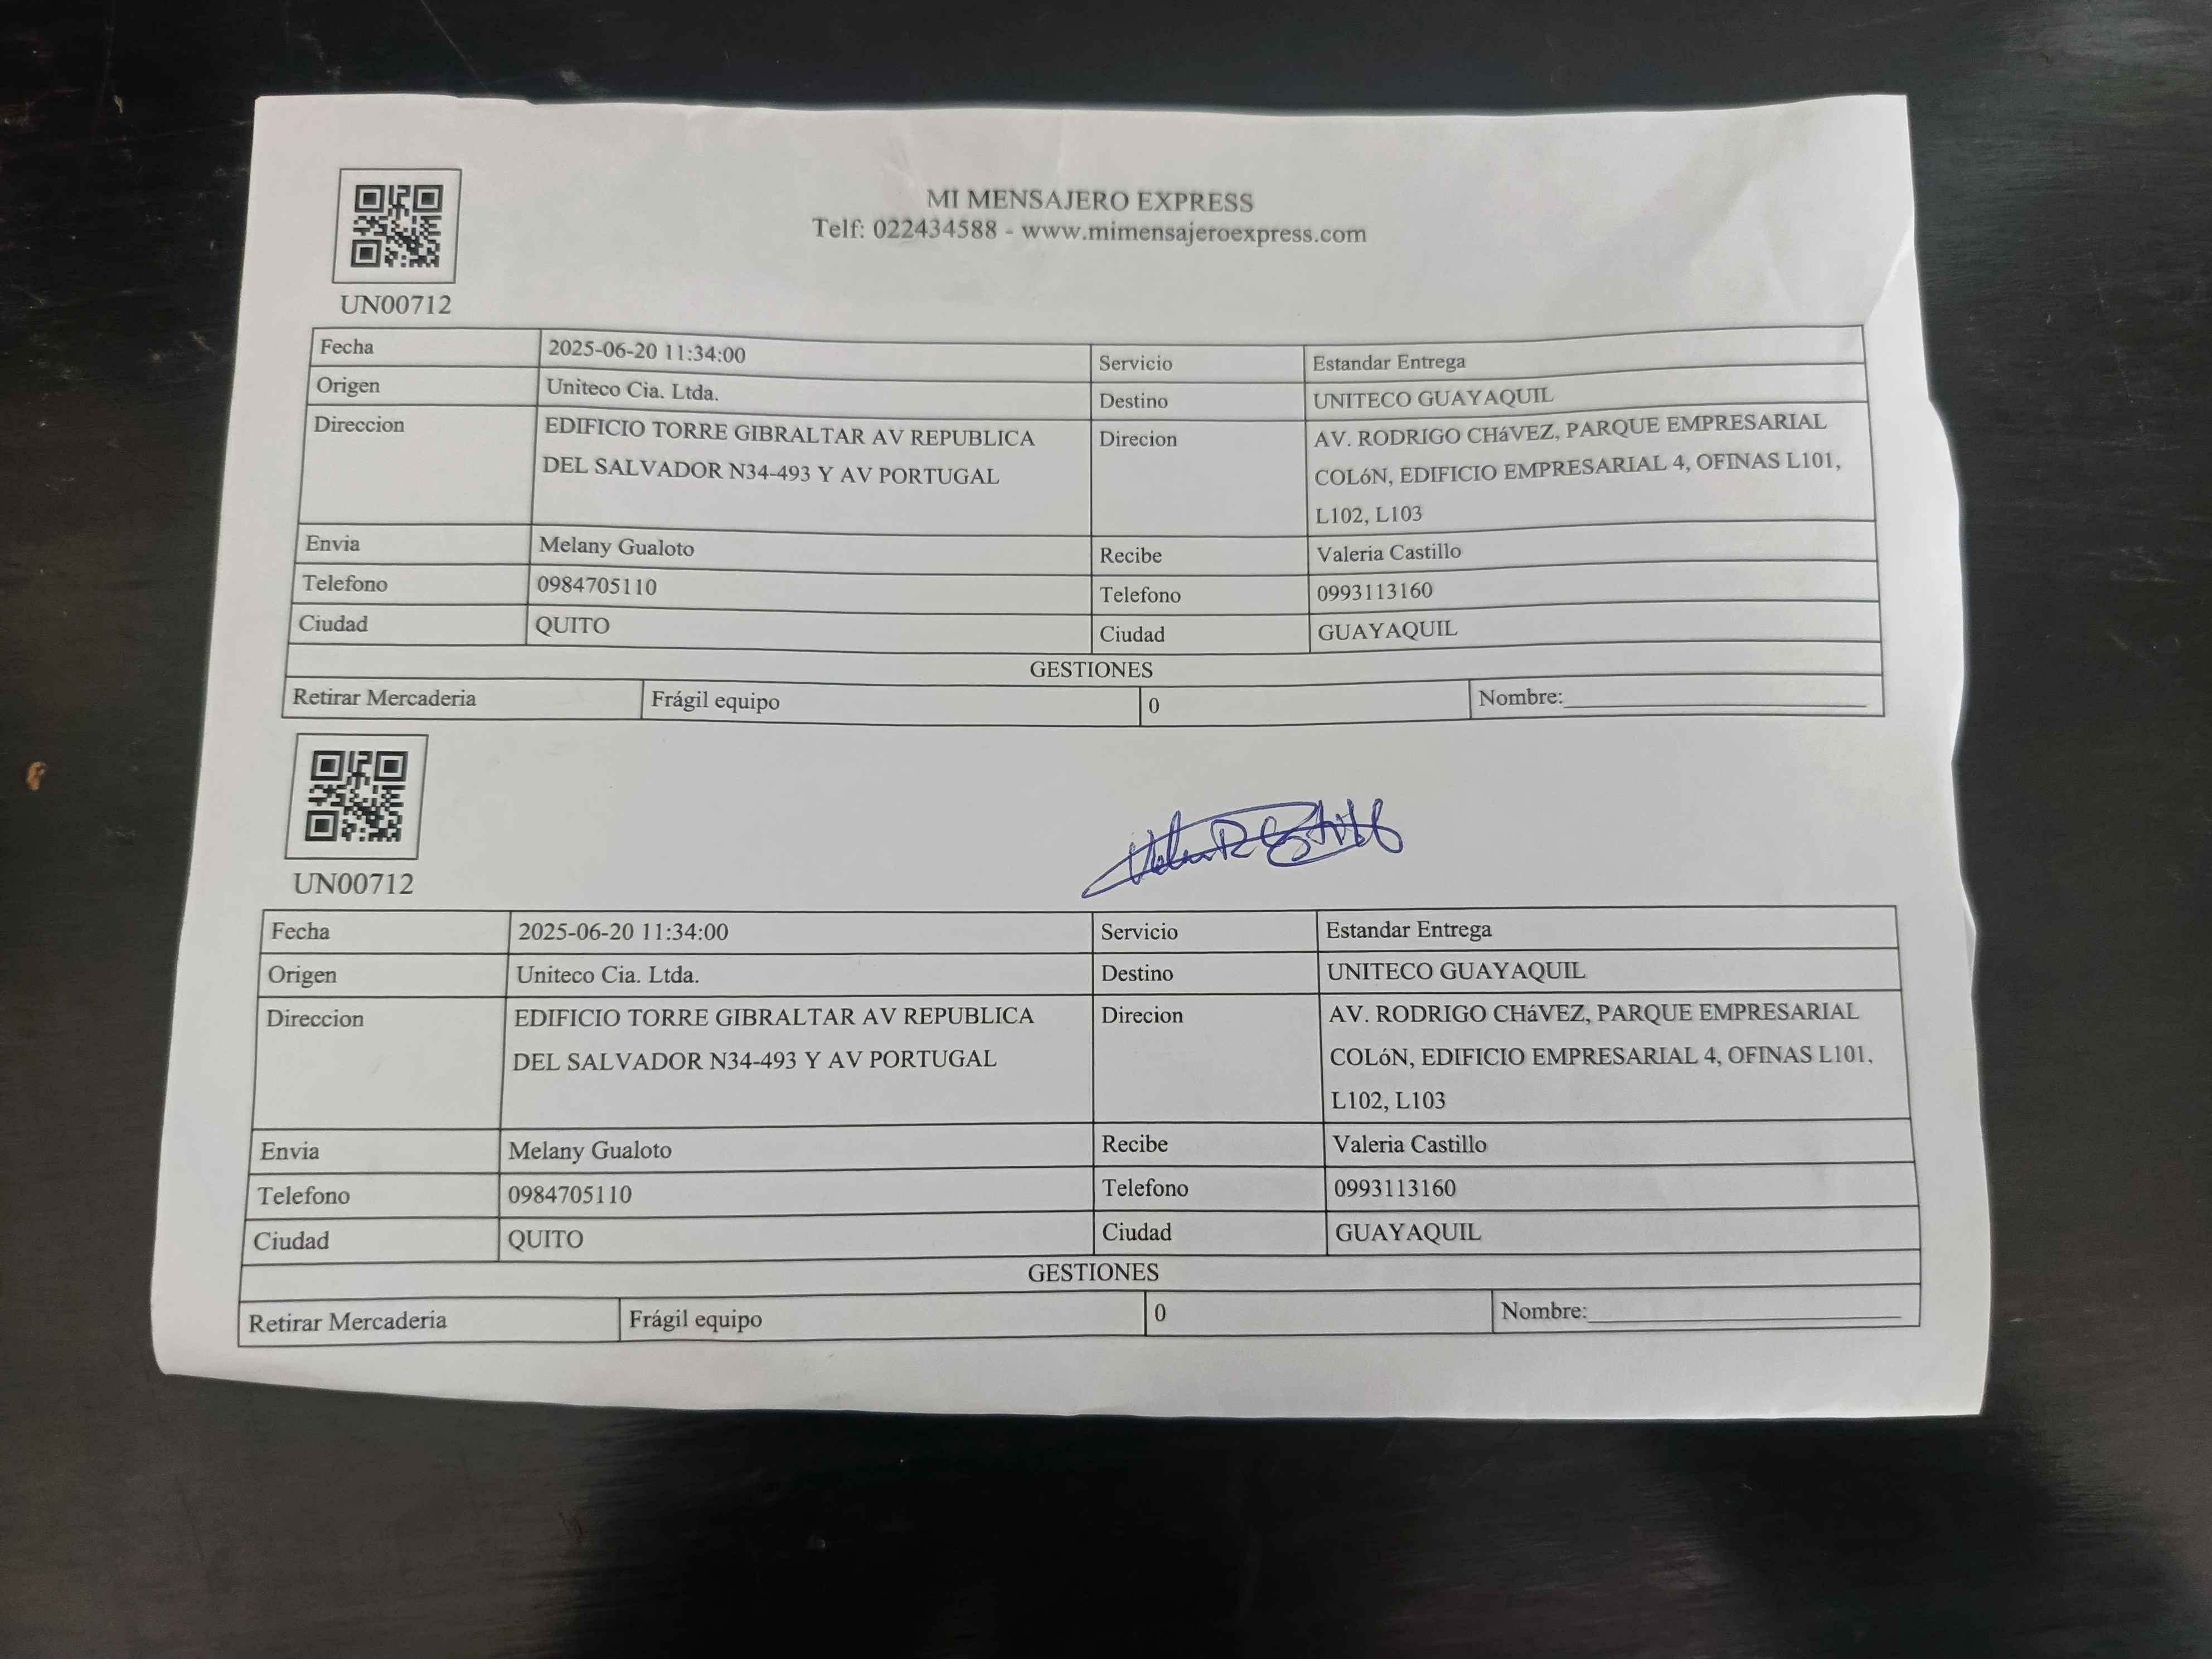 MI MENSAJERO EXPRESS
Telf: 022434588 - www.mimensajeroexpress.com
UN00712
Fecha 2025-06-20 11:34:00 Servicio Estandar Entrega
Origen Uniteco Cia. Ltda. Destino UNITECO GUAYAQUIL
Direccion EDIFICIO TORRE GIBRALTAR AV REPUBLICA Direcion AV. RODRIGO CHáVEZ, PARQUE EMPRESARIAL
DEL SALVADOR N34-493 Y AV PORTUGAL COLóN, EDIFICIO EMPRESARIAL 4, OFINAS L101,
L102, L103
Envia Melany Gualoto Recibe Valeria Castillo
Telefono 0984705110 Telefono 0993113160
Ciudad QUITO Ciudad GUAYAQUIL
GESTIONES
Retirar Mercaderia Frágil equipo 0 Nombre:
UN00712
Fecha 2025-06-20 11:34:00 Servicio Estandar Entrega
Origen Uniteco Cia. Ltda. Destino UNITECO GUAYAQUIL
Direccion EDIFICIO TORRE GIBRALTAR AV REPUBLICA Direcion AV. RODRIGO CHáVEZ, PARQUE EMPRESARIAL
DEL SALVADOR N34-493 Y AV PORTUGAL COLóN, EDIFICIO EMPRESARIAL 4, OFINAS L101,
L102, L103
Envia Melany Gualoto Recibe Valeria Castillo
Telefono 0984705110 Telefono 0993113160
Ciudad QUITO Ciudad GUAYAQUIL
GESTIONES
Retirar Mercaderia Frágil equipo 0 Nombre: